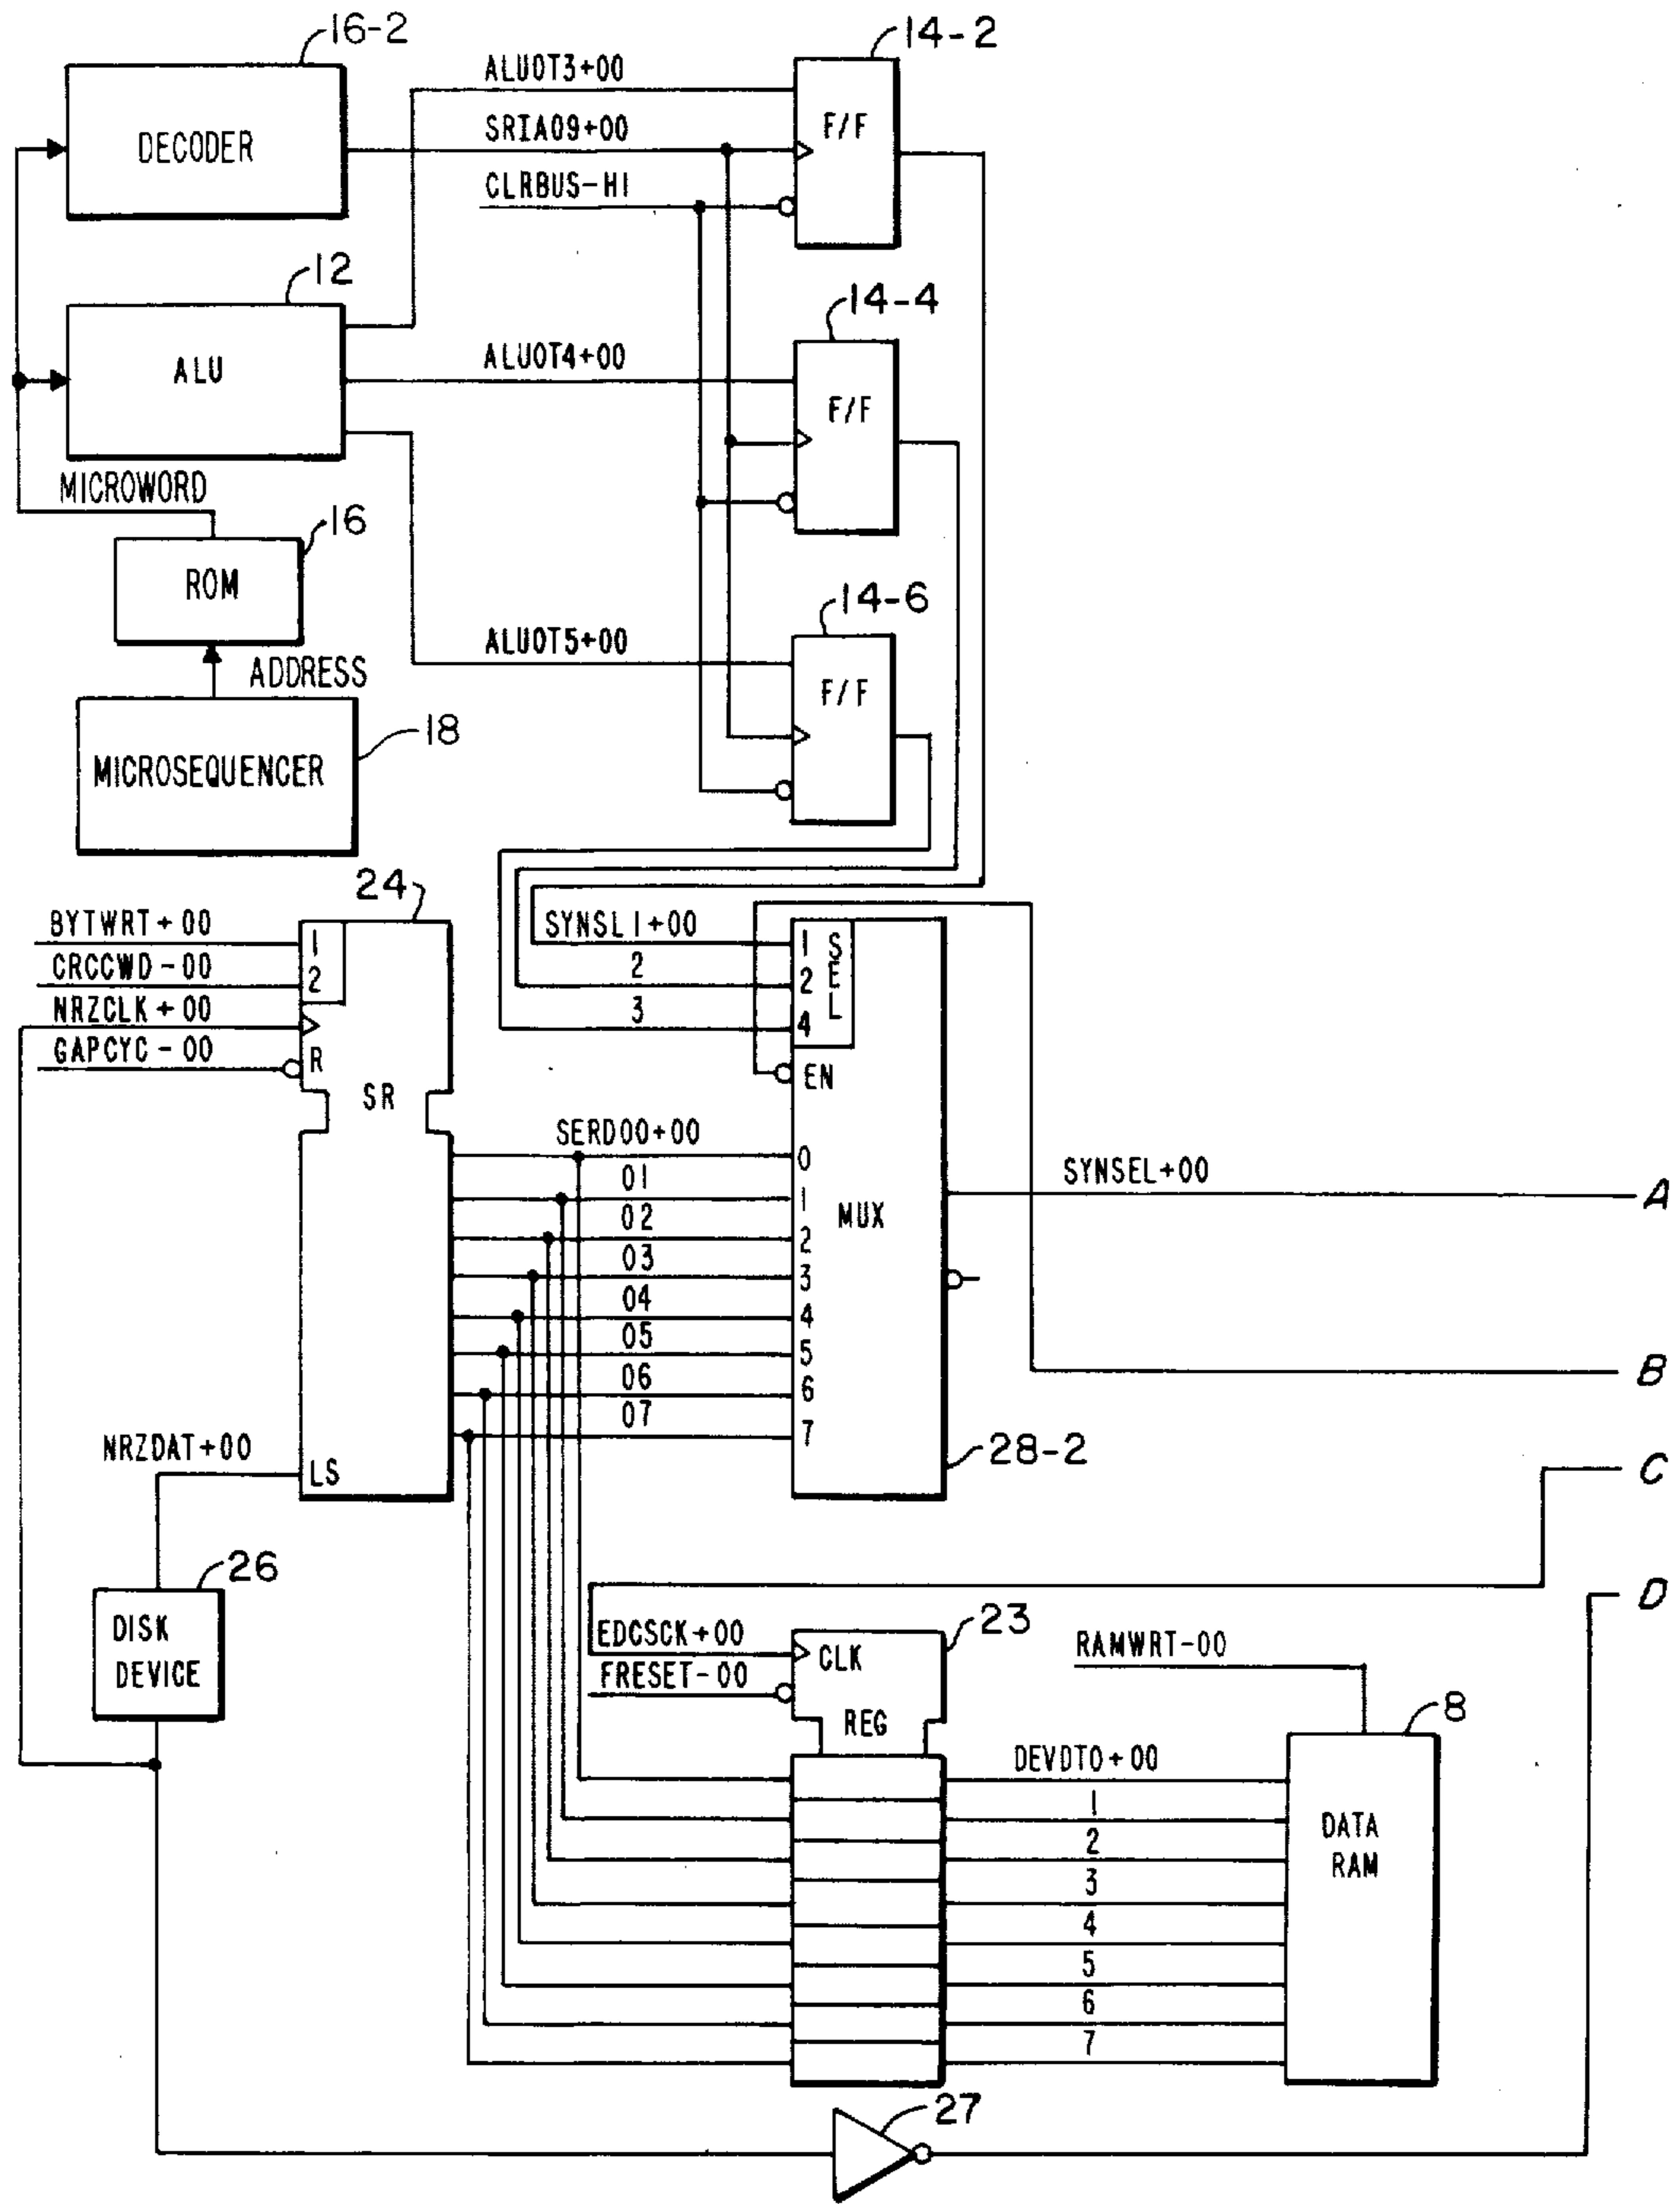 16-2
14-2
ALUOT3+00
DECODER
SRIA09+00
F/F
CLRBUS-HI
12
14-4
ALU
ALUOT4+00
F/F
MICROWORD
16
ROM
14-6
ALUOT5+00
ADDRESS
F/F
18
MICROSEQUENCER
24
BYTWRT+00
1
SYNSL1+00
1
SEL
CRCCWD-00
2
2
2
NRZCLK+00
3
4
GAPCYC-00
R
EN
SR
SERD00+00
0
01
1
SYNSEL+00
A
02
2
MUX
03
3
04
4
05
5
B
06
6
07
7
NRZDAT+00
LS
28-2
C
26
D
DISK
DEVICE
EDCSCK+00
CLK
23
RAMWRT-00
FRESET-00
REG
8
DEVDT0+00
1
DATA
RAM
2
3
4
5
6
7
27